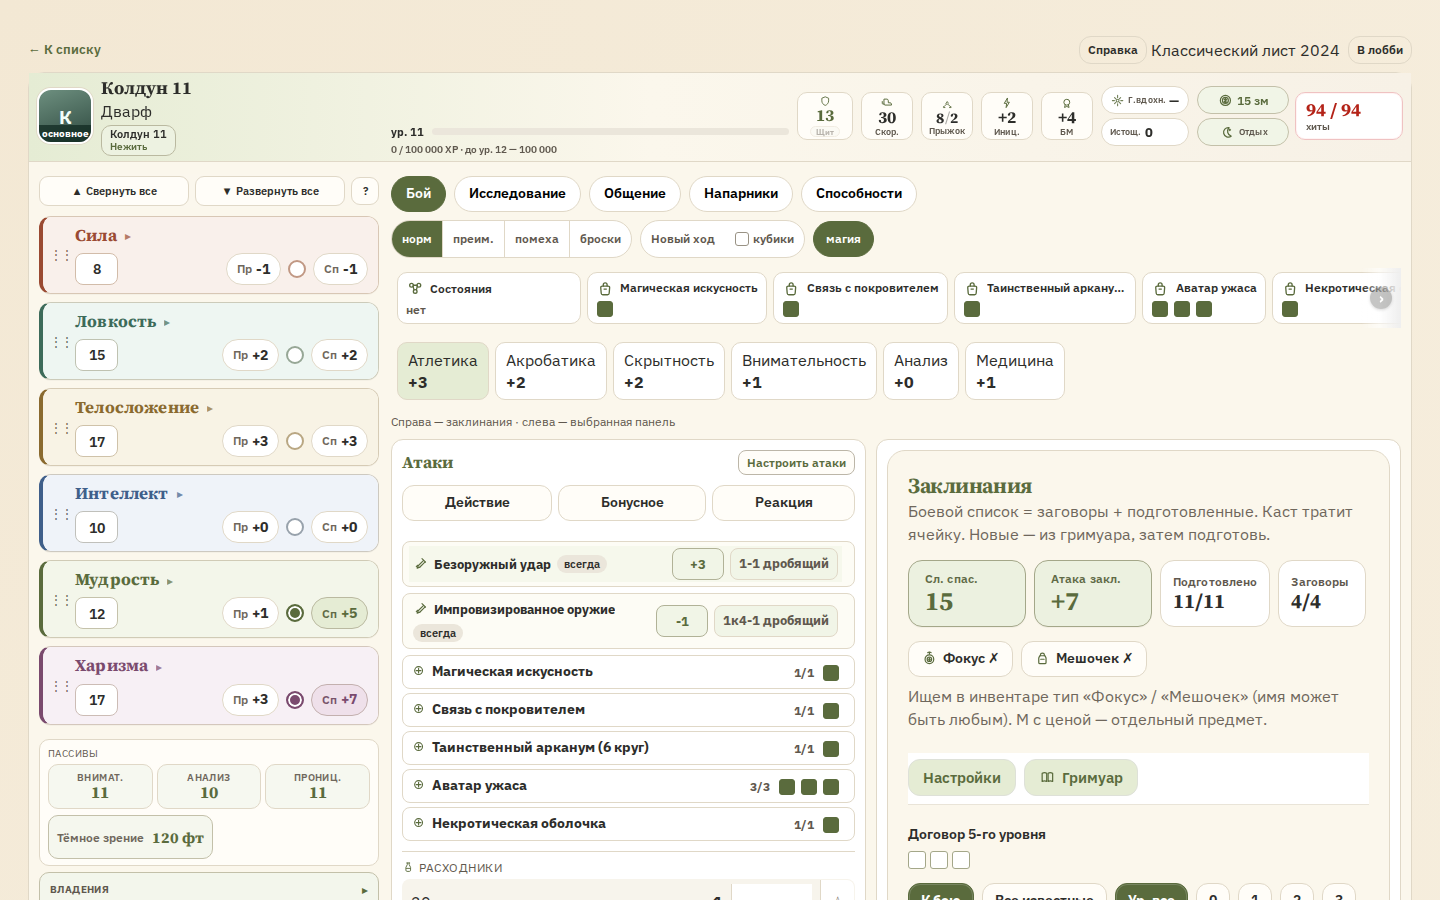 ← К списку
Справка
Классический лист 2024
В лобби
К
основное
Колдун 11
Дварф
Колдун 11
Нежить
ур. 11
0 / 100 000 XP · до ур. 12 — 100 000
13
Щит
30
Скор.
8/2
Прыжок
+2
Иниц.
+4
БМ
Г.вдохн. —
Истощ. 0
15 зм
Отдых
94 / 94
хиты
▲ Свернуть все
▼ Развернуть все
?
Сила ▸
8
Пр -1
Сп -1
Ловкость ▸
15
Пр +2
Сп +2
Телосложение ▸
17
Пр +3
Сп +3
Интеллект ▸
10
Пр +0
Сп +0
Мудрость ▸
12
Пр +1
Сп +5
Харизма ▸
17
Пр +3
Сп +7
ПАССИВЫ
ВНИМАТ.
11
АНАЛИЗ
10
ПРОНИЦ.
11
Тёмное зрение 120 фт
ВЛАДЕНИЯ ▸
Бой
Исследование
Общение
Напарники
Способности
норм
преим.
помеха
броски
Новый ход
кубики
магия
Состояния
нет
Магическая искусность
Связь с покровителем
Таинственный аркану...
Аватар ужаса
Некротическая
›
Атлетика
+3
Акробатика
+2
Скрытность
+2
Внимательность
+1
Анализ
+0
Медицина
+1
Справа — заклинания · слева — выбранная панель
Атаки
Настроить атаки
Действие
Бонусное
Реакция
Безоружный удар всегда
+3
1-1 дробящий
Импровизированное оружие
всегда
-1
1к4-1 дробящий
Магическая искусность 1/1
Связь с покровителем 1/1
Таинственный арканум (6 круг) 1/1
Аватар ужаса 3/3
Некротическая оболочка 1/1
РАСХОДНИКИ
Заклинания
Боевой список = заговоры + подготовленные. Каст тратит
ячейку. Новые — из гримуара, затем подготовь.
Сл. спас.
15
Атака закл.
+7
Подготовлено
11/11
Заговоры
4/4
Фокус ✗
Мешочек ✗
Ищем в инвентаре тип «Фокус» / «Мешочек» (имя может
быть любым). М с ценой — отдельный предмет.
Настройки
Гримуар
Договор 5-го уровня
К бою
Все известные
Ур. все
0
1
2
3